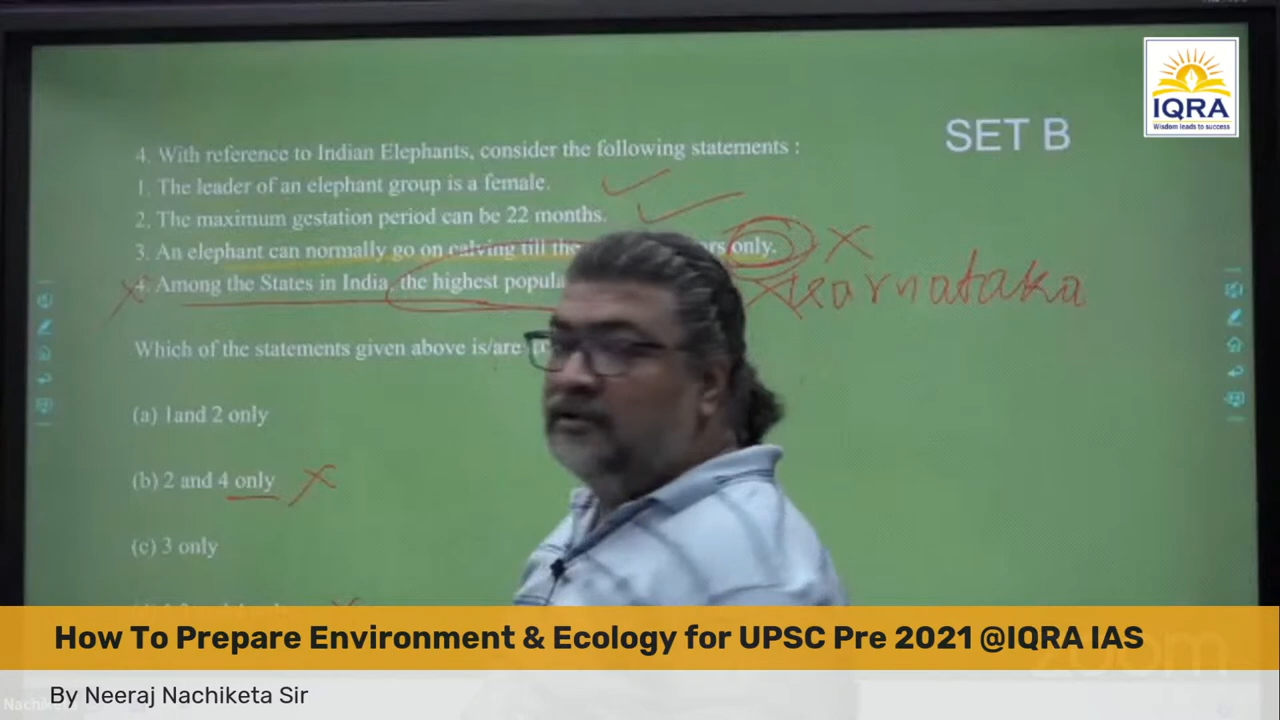 IQRA
Wisdom leads to success
SET B
4. With reference to Indian Elephants, consider the following statements :
1. The leader of an elephant group is a female.
2. The maximum gestation period can be 22 months.
3. An elephant can normally go on calving till the only.
4. Among the States in India, the highest Karnataka
Which of the statements given above is/are
(a) 1and 2 only
(b) 2 and 4 only
(c) 3 only
How To Prepare Environment & Ecology for UPSC Pre 2021 @IQRA IAS
zoom
By Neeraj Nachiketa Sir